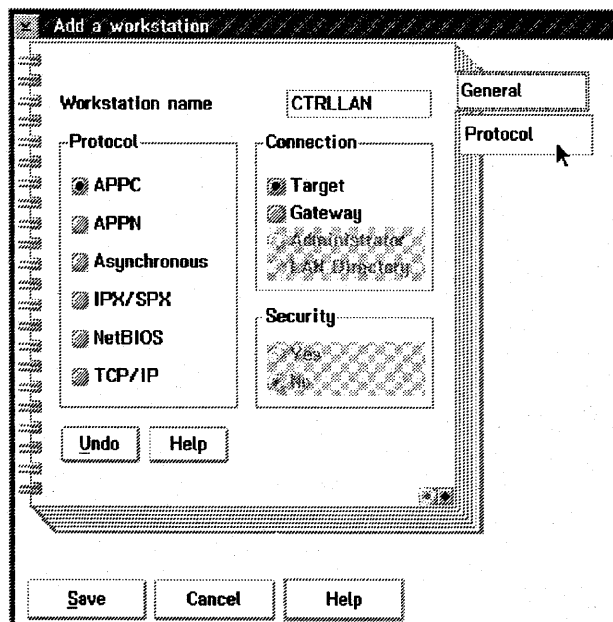 Add a workstation
General
Protocol
Workstation name CTRLLAN
Protocol
APPC
APPN
Asynchronous
IPX/SPX
NetBIOS
TCP/IP
Connection
Target
Gateway
Administrator
LAN Directory
Security
Yes
No
Undo Help
Save Cancel Help